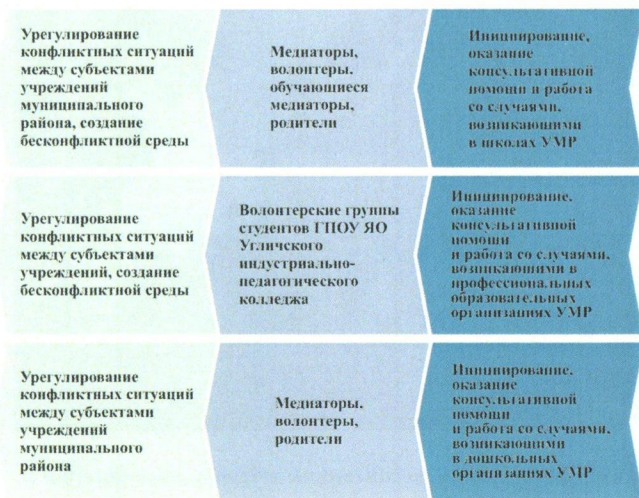 Урегулирование
конфликтных ситуаций
между субъектами
учреждений
муниципального
района, создание
бесконфликтной среды
Медиаторы,
волонтеры,
обучающиеся
медиаторы,
родители
Инициирование,
оказание
консультативной
помощи и работа
со случаями,
возникающими
в школах УМР
Урегулирование
конфликтных ситуаций
между субъектами
учреждений, создание
бесконфликтной среды
Волонтерские группы
студентов ГПОУ ЯО
Угличского
индустриально-
педагогического
колледжа
Инициирование,
оказание
консультативной
помощи
и работа со случаями,
возникающими в
профессиональных
образовательных
организациях УМР
Урегулирование
конфликтных ситуаций
между субъектами
учреждений
муниципального
района
Медиаторы,
волонтеры,
родители
Инициирование,
оказание
консультативной
помощи
и работа со случаями,
возникающими
в дошкольных
организациях УМР